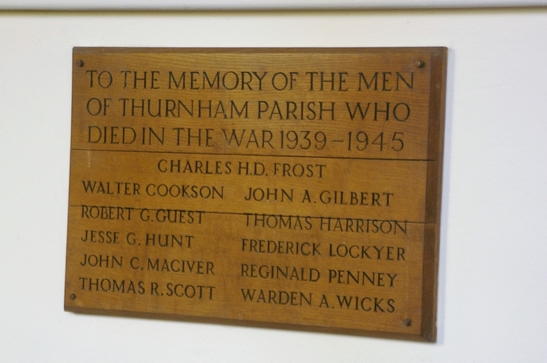 TO THE MEMORY OF THE MEN
OF THURNHAM PARISH WHO
DIED IN THE WAR 1939-1945
CHARLES H.D. FROST
WALTER COOKSON JOHN A. GILBERT
ROBERT G. GUEST THOMAS HARRISON
JESSE G. HUNT FREDERICK LOCKYER
JOHN C. MACIVER REGINALD PENNEY
THOMAS R. SCOTT WARDEN A. WICKS